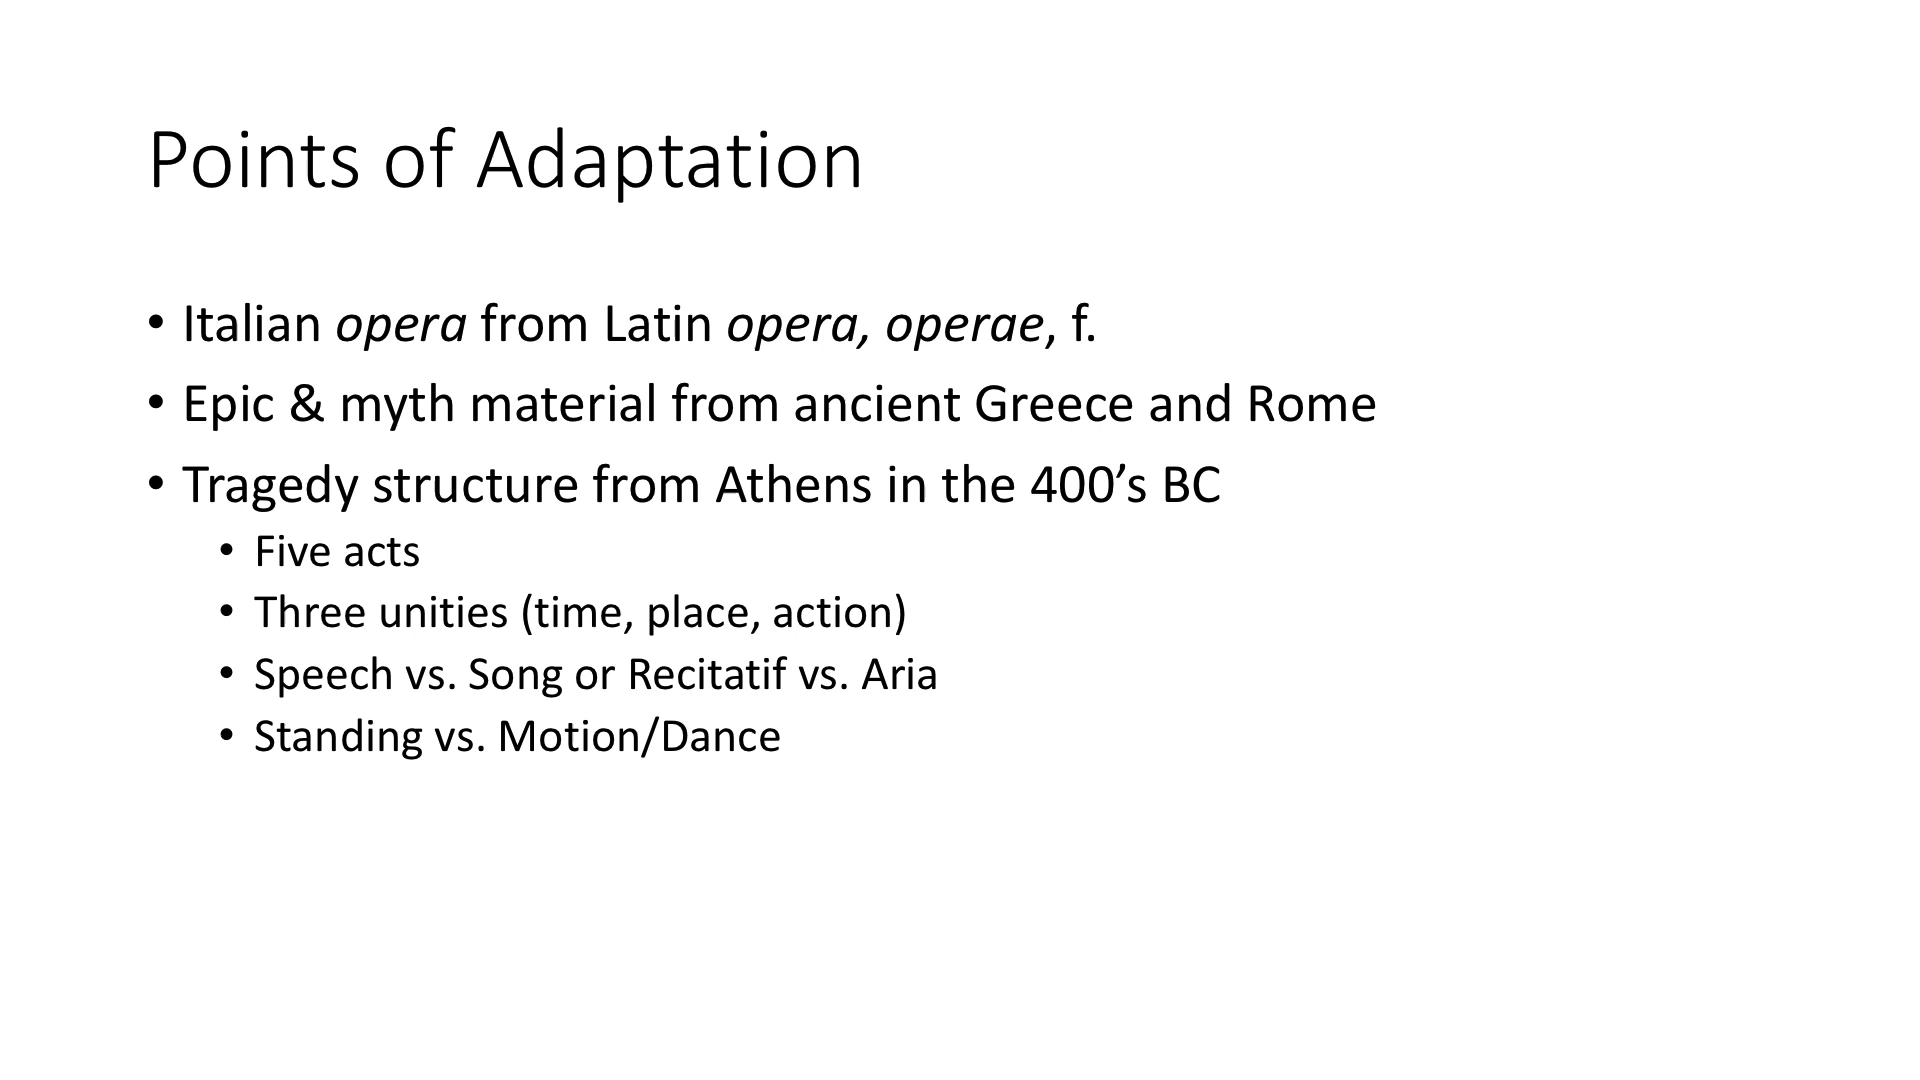 Points of Adaptation
• Italian opera from Latin opera, operae, f.
• Epic & myth material from ancient Greece and Rome
• Tragedy structure from Athens in the 400’s BC
• Five acts
• Three unities (time, place, action)
• Speech vs. Song or Recitatif vs. Aria
• Standing vs. Motion/Dance